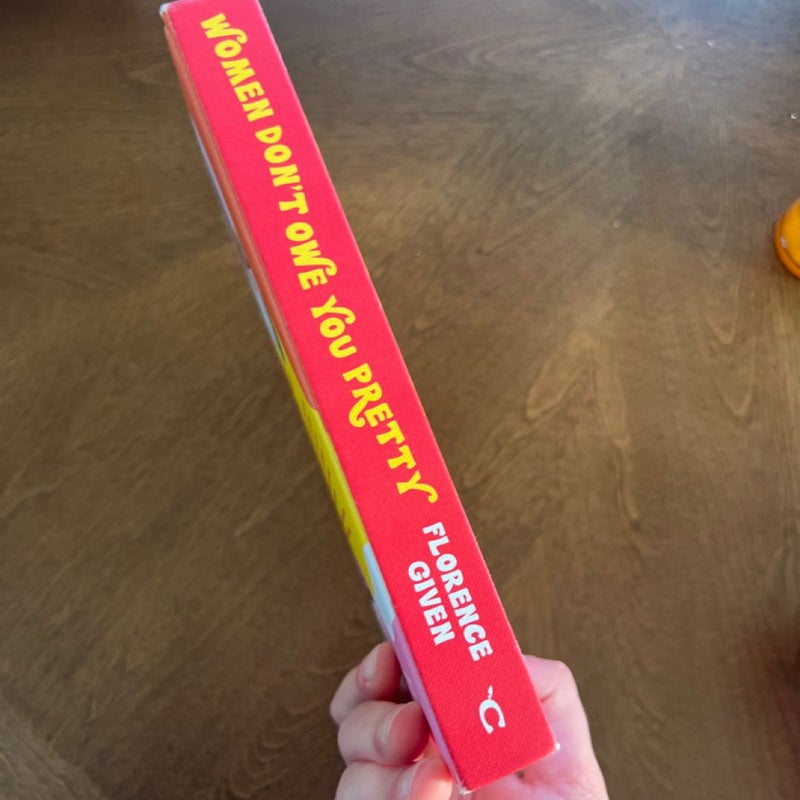 WOMEN DON'T OWE YOU PRETTY
FLORENCE
GIVEN
'C